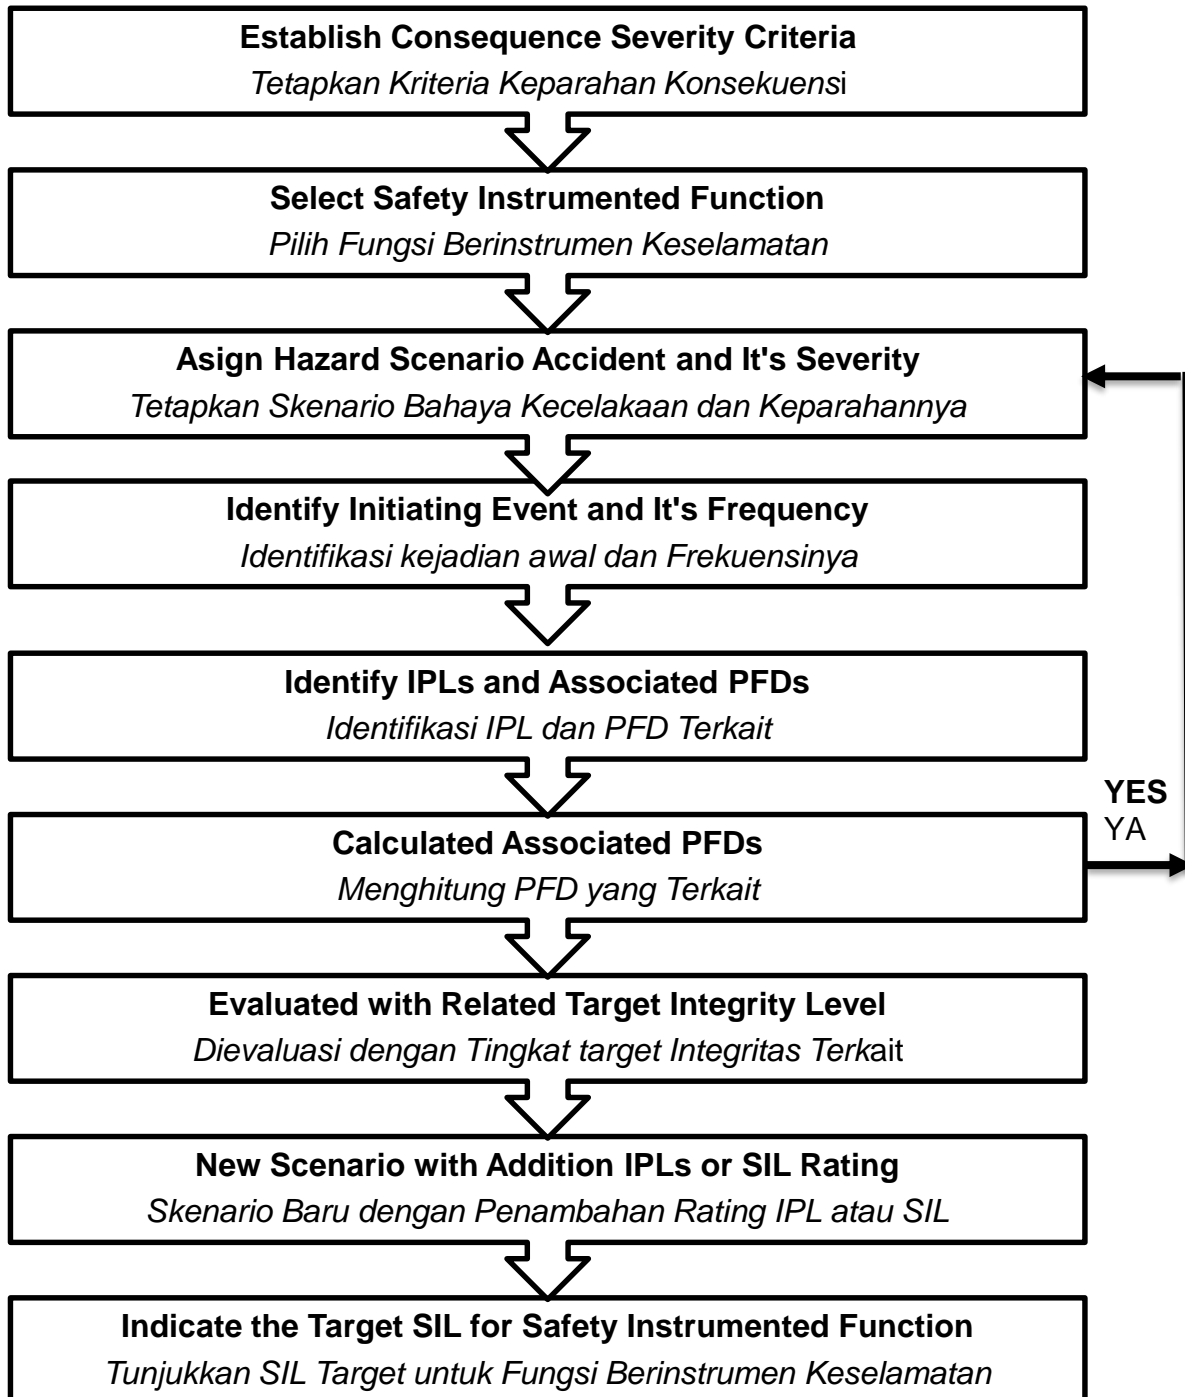 Establish Consequence Severity Criteria
Tetapkan Kriteria Keparahan Konsekuensi
Select Safety Instrumented Function
Pilih Fungsi Berinstrumen Keselamatan
Asign Hazard Scenario Accident and It's Severity
Tetapkan Skenario Bahaya Kecelakaan dan Keparahannya
Identify Initiating Event and It's Frequency
Identifikasi kejadian awal dan Frekuensinya
Identify IPLs and Associated PFDs
Identifikasi IPL dan PFD Terkait
YES
YA
Calculated Associated PFDs
Menghitung PFD yang Terkait
Evaluated with Related Target Integrity Level
Dievaluasi dengan Tingkat target Integritas Terkait
New Scenario with Addition IPLs or SIL Rating
Skenario Baru dengan Penambahan Rating IPL atau SIL
Indicate the Target SIL for Safety Instrumented Function
Tunjukkan SIL Target untuk Fungsi Berinstrumen Keselamatan